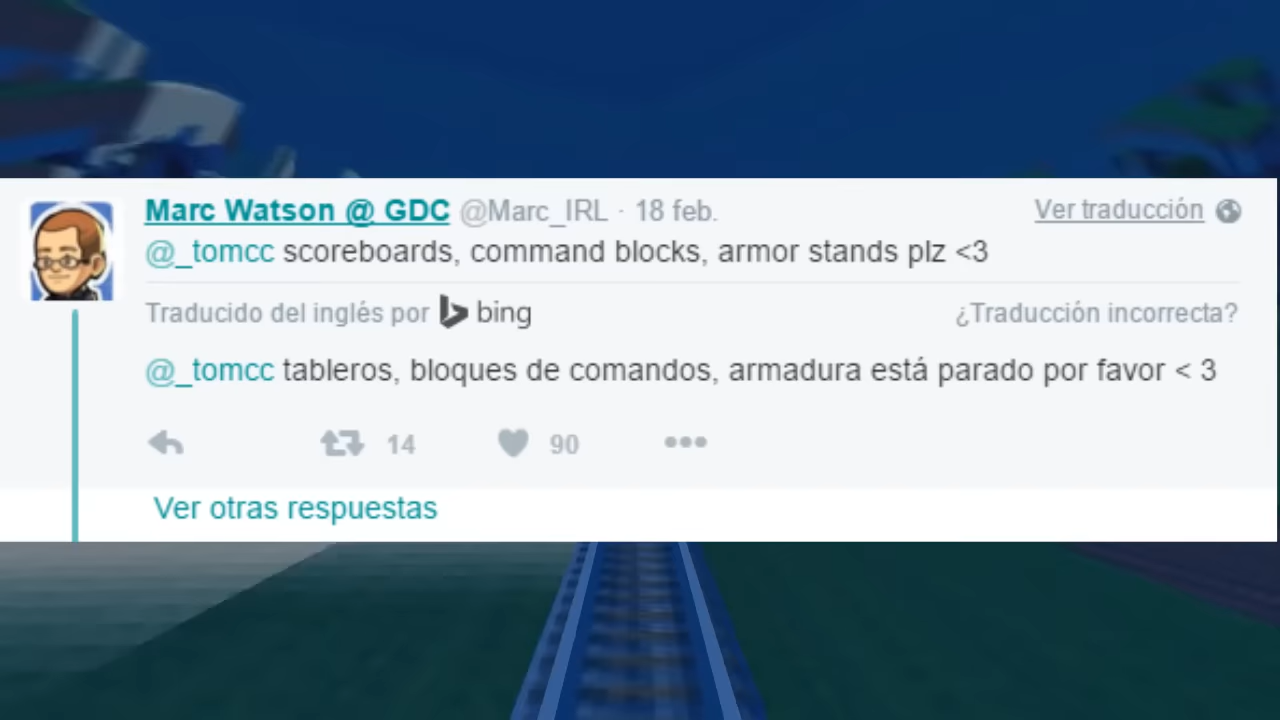 Marc Watson @ GDC @Marc_IRL · 18 feb. Ver traducción
@_tomcc scoreboards, command blocks, armor stands plz <3
Traducido del inglés por bing ¿Traducción incorrecta?
@_tomcc tableros, bloques de comandos, armadura está parado por favor < 3
14 90
Ver otras respuestas